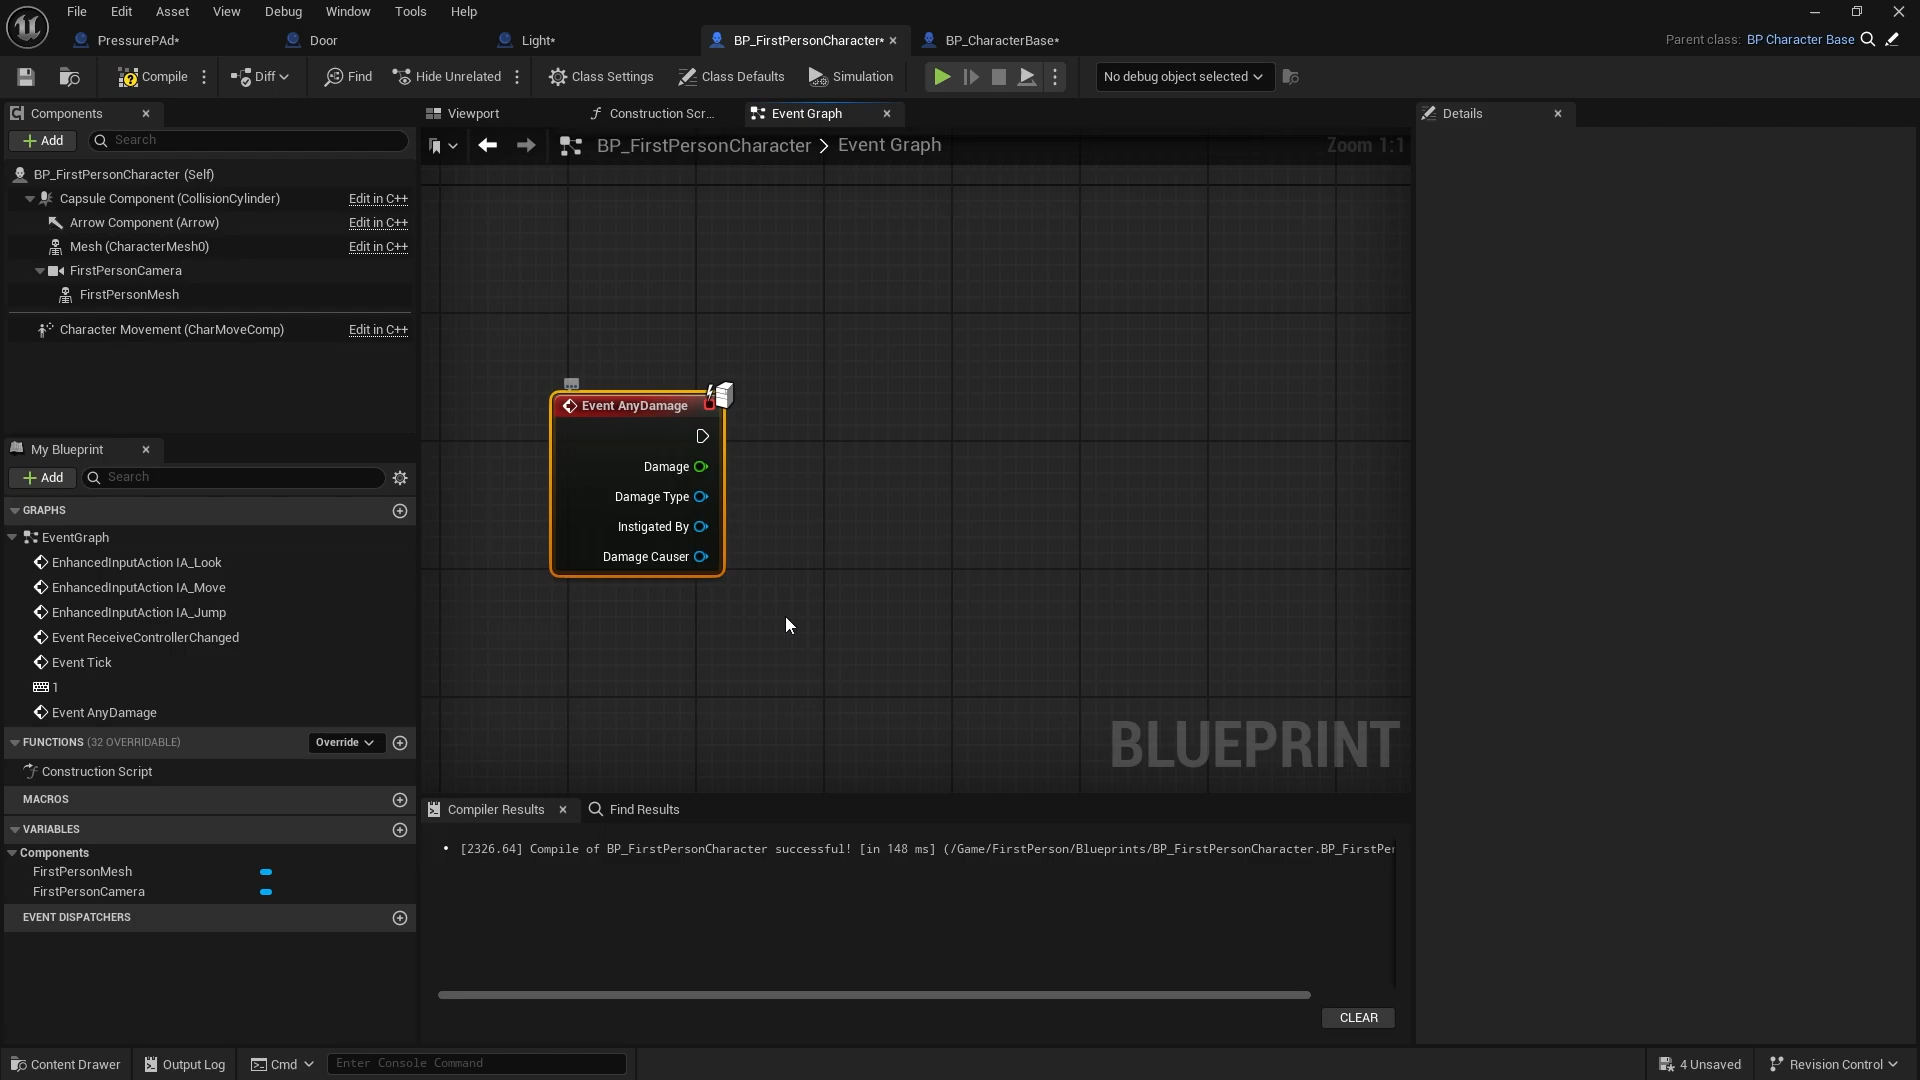 File Edit Asset View Debug Window Tools Help
PressurePAd* Door Light* BP_FirstPersonCharacter* BP_CharacterBase* Parent class: BP Character Base
Compile Diff Find Hide Unrelated Class Settings Class Defaults Simulation No debug object selected
Components Viewport Construction Scr... Event Graph Details
Add Search
BP_FirstPersonCharacter > Event Graph Zoom 1:1
BP_FirstPersonCharacter (Self)
Capsule Component (CollisionCylinder) Edit in C++
Arrow Component (Arrow) Edit in C++
Mesh (CharacterMesh0) Edit in C++
FirstPersonCamera
FirstPersonMesh
Character Movement (CharMoveComp) Edit in C++
Event AnyDamage
Damage
Damage Type
Instigated By
Damage Causer
BLUEPRINT
My Blueprint
Add Search
GRAPHS
EventGraph
EnhancedInputAction IA_Look
EnhancedInputAction IA_Move
EnhancedInputAction IA_Jump
Event ReceiveControllerChanged
Event Tick
1
Event AnyDamage
FUNCTIONS (32 OVERRIDABLE) Override
Construction Script
MACROS
VARIABLES
Components
FirstPersonMesh
FirstPersonCamera
EVENT DISPATCHERS
Compiler Results Find Results
[2326.64] Compile of BP_FirstPersonCharacter successful! [in 148 ms] (/Game/FirstPerson/Blueprints/BP_FirstPersonCharacter.BP_FirstPer
CLEAR
Content Drawer Output Log Cmd Enter Console Command 4 Unsaved Revision Control